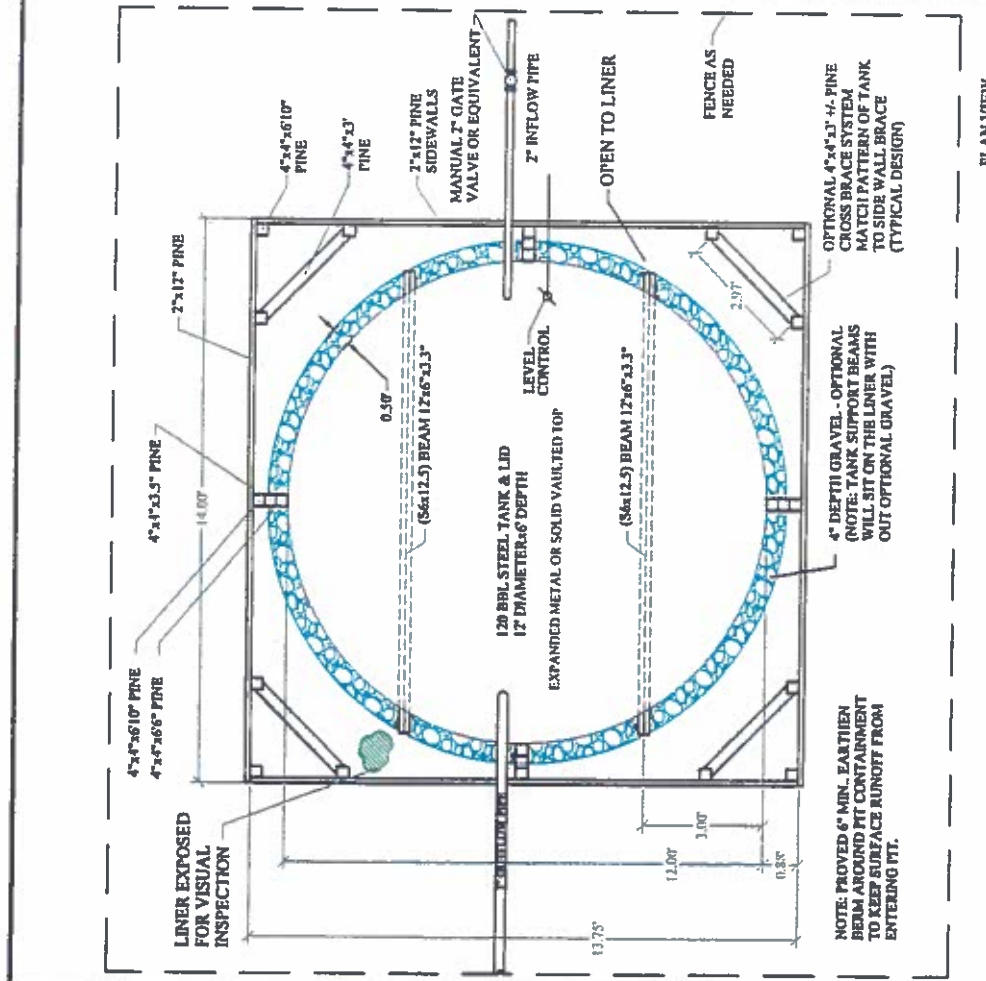 4"x4"x6'10" PINE
4"x4"x6'6" PINE
4"x4"x3.5" PINE
2"x12" PINE
4"x4"x6'10"
PINE
4"x4"x3'
PINE
2"x12" PINE
SIDEWALLS
MANUAL 2" GATE
VALVE OR EQUIVALENT
2" INFLOW PIPE
OPEN TO LINER
FENCE AS
NEEDED
LINER EXPOSED
FOR VISUAL
INSPECTION
14.00'
0.50'
(S6x12.5) BEAM 12"x6"x3.3"
120 BBL STEEL TANK & LID
12' DIAMETERx6' DEPTH
EXPANDED METAL OR SOLID VAULTED TOP
LEVEL
CONTROL
(S6x12.5) BEAM 12"x6"x3.3"
2.97'
13.75'
12.00'
3.00'
0.88'
NOTE: PROVED 6" MIN.. EARTHEN
BERM AROUND PIT CONTAINMENT
TO KEEP SURFACE RUNOFF FROM
ENTERING PIT.
4" DEPTH GRAVEL - OPTIONAL
(NOTE: TANK SUPPORT BEAMS
WILL SIT ON THE LINER WITH
OUT OPTIONAL GRAVEL)
OPTIONAL 4"x4"x3' +/- PINE
CROSS BRACE SYSTEM
MATCH PATTERN OF TANK
TO SIDE WALL BRACE
(TYPICAL DESIGN)
PLAN VIEW